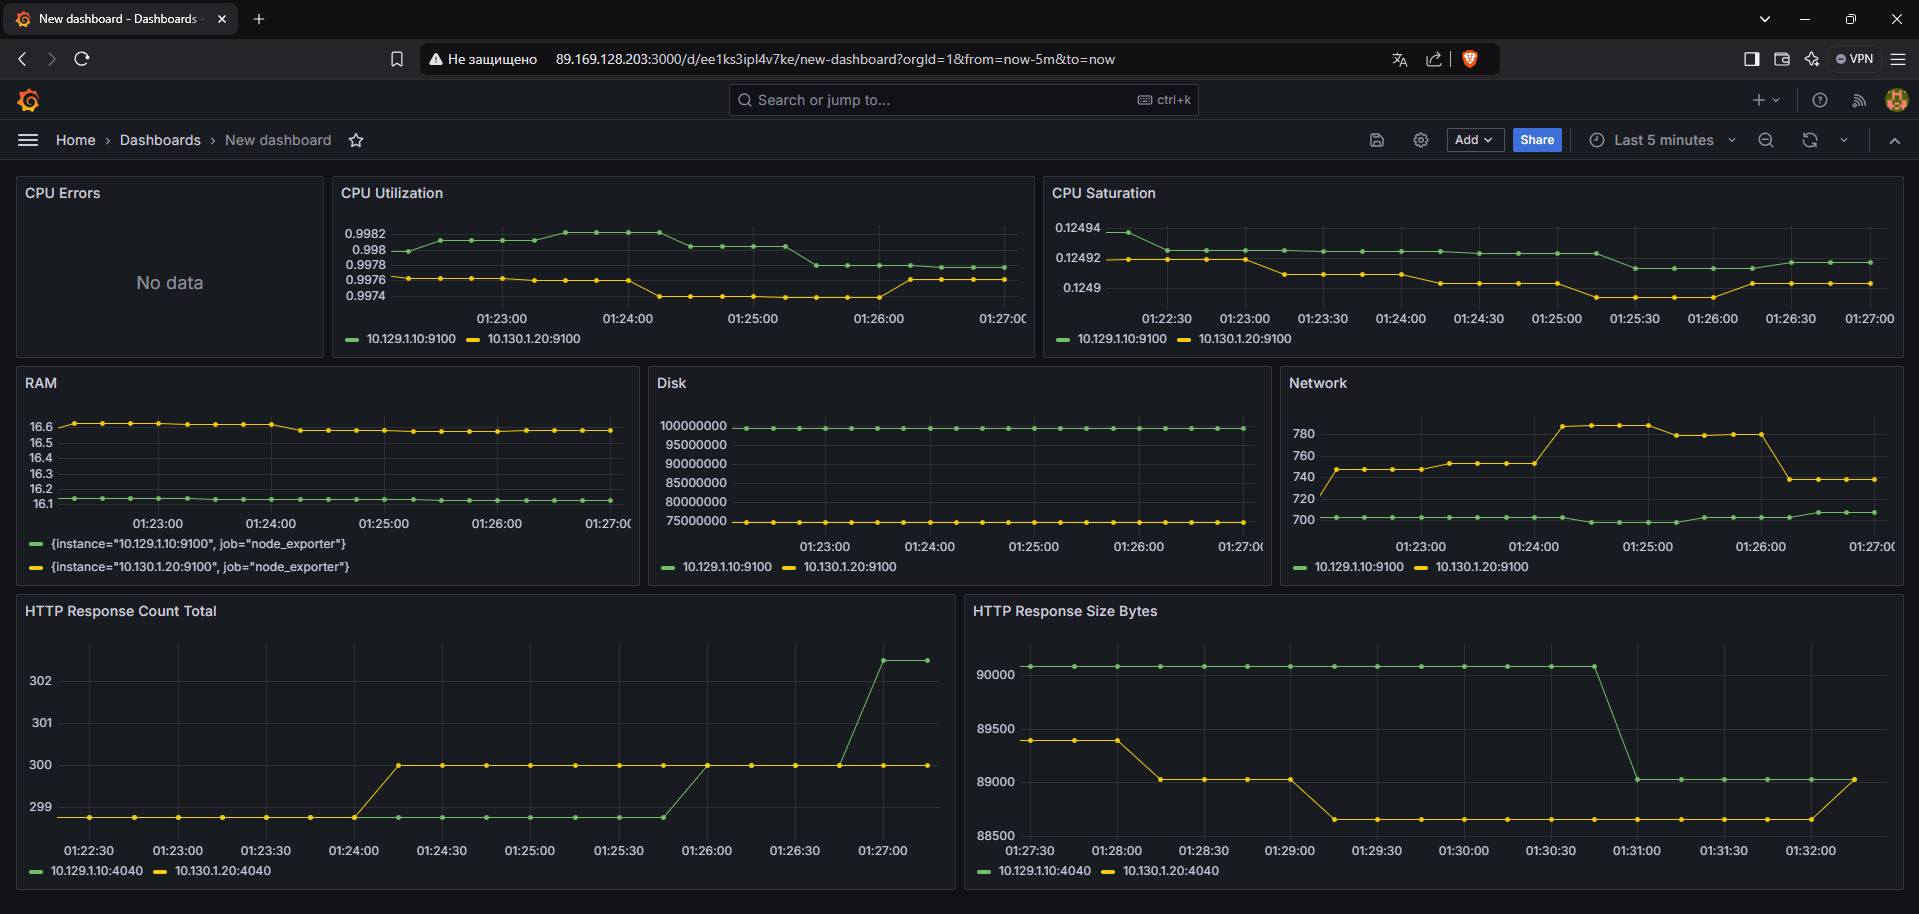 New dashboard - Dashboards -
Не защищено 89.169.128.203:3000/d/ee1ks3ipl4v7ke/new-dashboard?orgId=1&from=now-5m&to=now
VPN
Search or jump to... ctrl+k
Home › Dashboards › New dashboard
Add Share Last 5 minutes
CPU Errors
No data
CPU Utilization
0.9982
0.998
0.9978
0.9976
0.9974
01:23:00 01:24:00 01:25:00 01:26:00 01:27:00
10.129.1.10:9100 10.130.1.20:9100
CPU Saturation
0.12494
0.12492
0.1249
01:22:30 01:23:00 01:23:30 01:24:00 01:24:30 01:25:00 01:25:30 01:26:00 01:26:30 01:27:00
10.129.1.10:9100 10.130.1.20:9100
RAM
16.6
16.5
16.4
16.3
16.2
16.1
01:23:00 01:24:00 01:25:00 01:26:00 01:27:00
{instance="10.129.1.10:9100", job="node_exporter"}
{instance="10.130.1.20:9100", job="node_exporter"}
Disk
100000000
95000000
90000000
85000000
80000000
75000000
01:23:00 01:24:00 01:25:00 01:26:00 01:27:00
10.129.1.10:9100 10.130.1.20:9100
Network
780
760
740
720
700
01:23:00 01:24:00 01:25:00 01:26:00 01:27:00
10.129.1.10:9100 10.130.1.20:9100
HTTP Response Count Total
302
301
300
299
01:22:30 01:23:00 01:23:30 01:24:00 01:24:30 01:25:00 01:25:30 01:26:00 01:26:30 01:27:00
10.129.1.10:4040 10.130.1.20:4040
HTTP Response Size Bytes
90000
89500
89000
88500
01:27:30 01:28:00 01:28:30 01:29:00 01:29:30 01:30:00 01:30:30 01:31:00 01:31:30 01:32:00
10.129.1.10:4040 10.130.1.20:4040